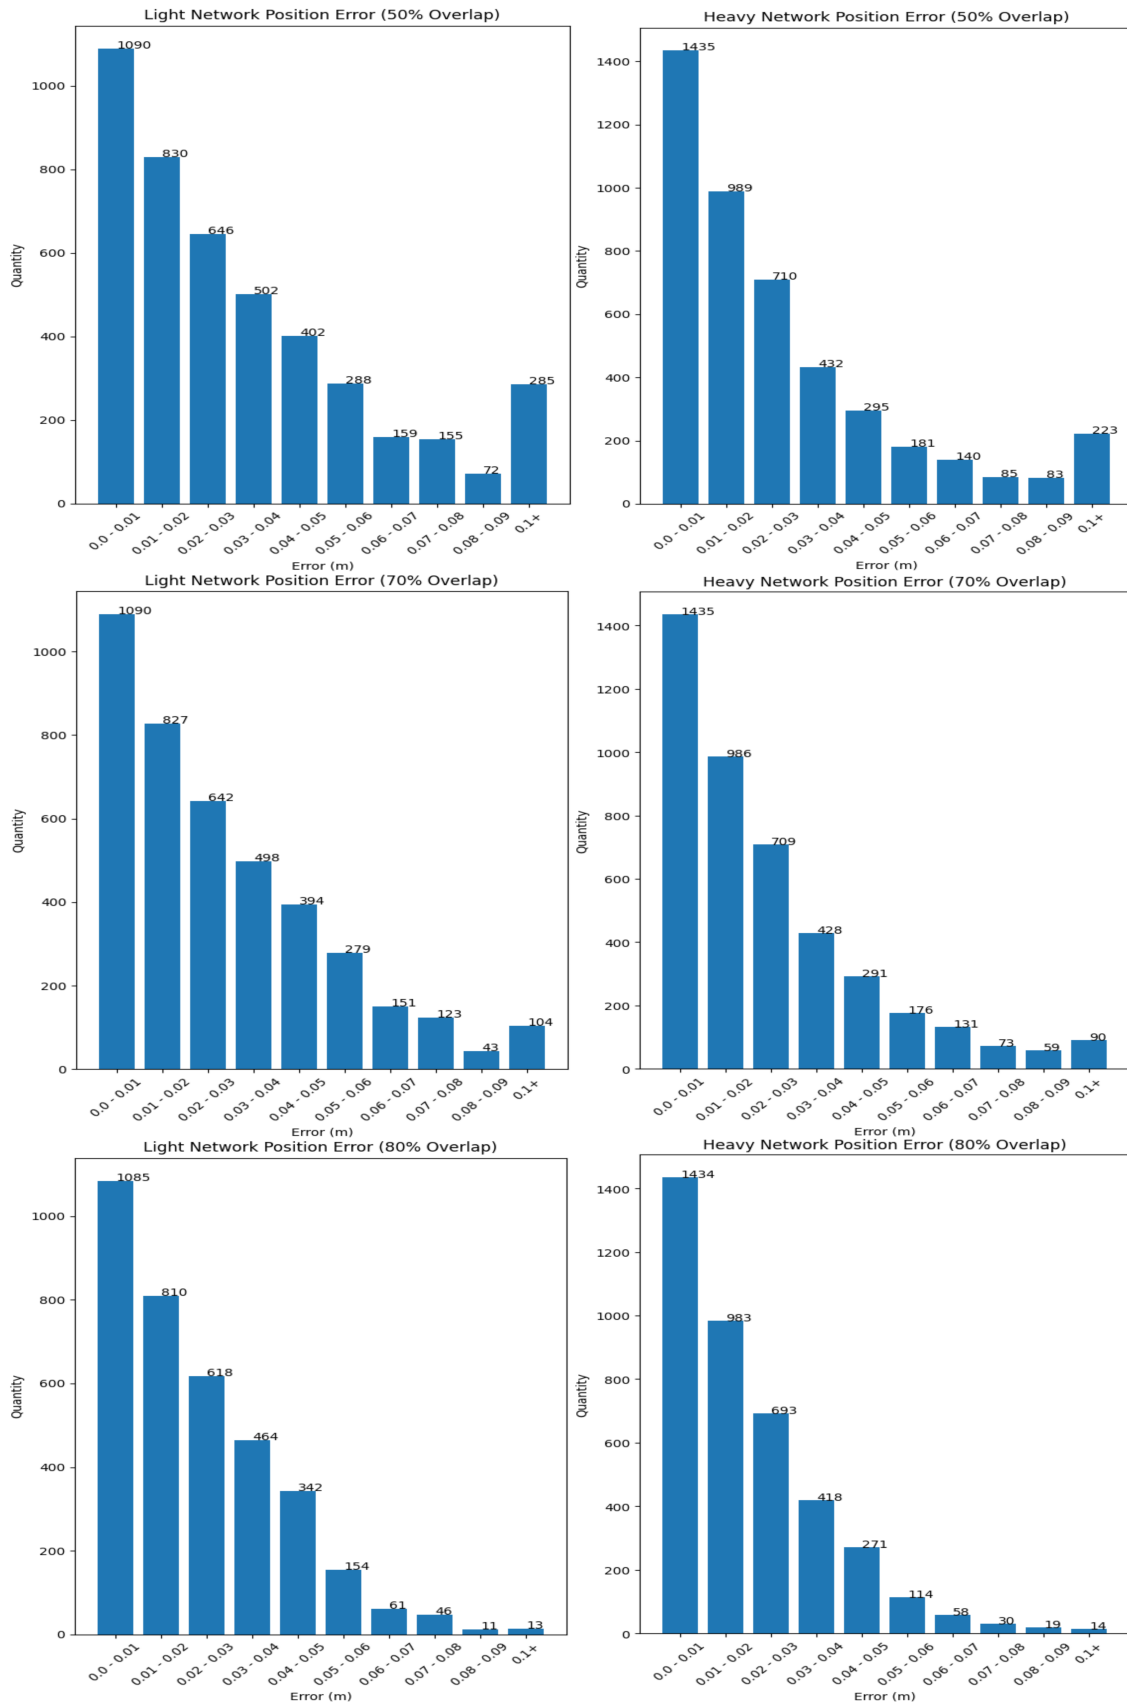 Light Network Position Error (50% Overlap)
1090
830
646
502
402
288
159
155
72
285
1000
800
600
400
200
0
Quantity
0.0 - 0.01
0.01 - 0.02
0.02 - 0.03
0.03 - 0.04
0.04 - 0.05
0.05 - 0.06
0.06 - 0.07
0.07 - 0.08
0.08 - 0.09
0.1+
Error (m)
Heavy Network Position Error (50% Overlap)
1435
989
710
432
295
181
140
85
83
223
1400
1200
1000
800
600
400
200
0
Quantity
0.0 - 0.01
0.01 - 0.02
0.02 - 0.03
0.03 - 0.04
0.04 - 0.05
0.05 - 0.06
0.06 - 0.07
0.07 - 0.08
0.08 - 0.09
0.1+
Error (m)
Light Network Position Error (70% Overlap)
1090
827
642
498
394
279
151
123
43
104
1000
800
600
400
200
0
Quantity
0.0 - 0.01
0.01 - 0.02
0.02 - 0.03
0.03 - 0.04
0.04 - 0.05
0.05 - 0.06
0.06 - 0.07
0.07 - 0.08
0.08 - 0.09
0.1+
Error (m)
Heavy Network Position Error (70% Overlap)
1435
986
709
428
291
176
131
73
59
90
1400
1200
1000
800
600
400
200
0
Quantity
0.0 - 0.01
0.01 - 0.02
0.02 - 0.03
0.03 - 0.04
0.04 - 0.05
0.05 - 0.06
0.06 - 0.07
0.07 - 0.08
0.08 - 0.09
0.1+
Error (m)
Light Network Position Error (80% Overlap)
1085
810
618
464
342
154
61
46
11
13
1000
800
600
400
200
0
Quantity
0.0 - 0.01
0.01 - 0.02
0.02 - 0.03
0.03 - 0.04
0.04 - 0.05
0.05 - 0.06
0.06 - 0.07
0.07 - 0.08
0.08 - 0.09
0.1+
Error (m)
Heavy Network Position Error (80% Overlap)
1434
983
693
418
271
114
58
30
19
14
1400
1200
1000
800
600
400
200
0
Quantity
0.0 - 0.01
0.01 - 0.02
0.02 - 0.03
0.03 - 0.04
0.04 - 0.05
0.05 - 0.06
0.06 - 0.07
0.07 - 0.08
0.08 - 0.09
0.1+
Error (m)